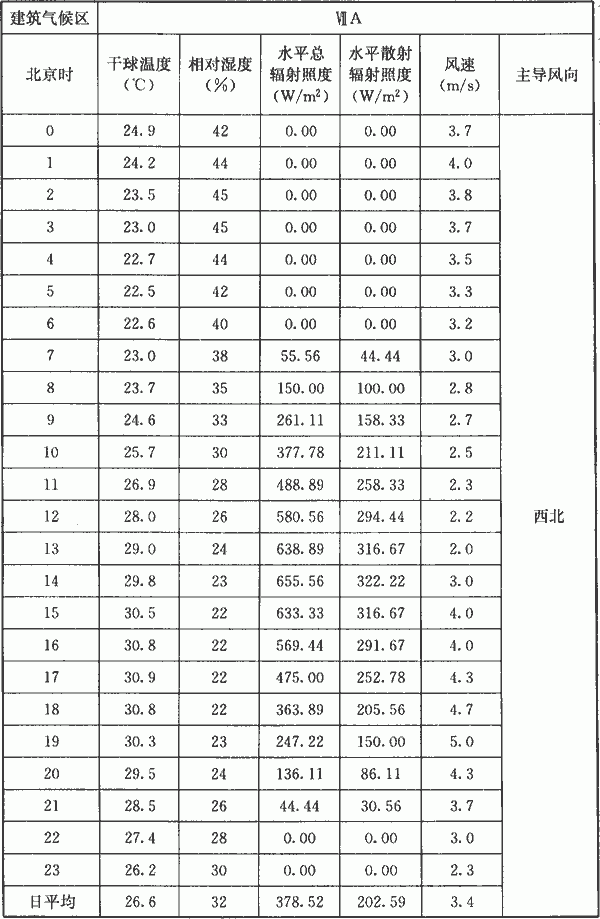 建筑气候区 ⅦA
北京时 干球温度(℃) 相对湿度(%) 水平总辐射照度(W/m²) 水平散射辐射照度(W/m²) 风速(m/s) 主导风向
0 24.9 42 0.00 0.00 3.7
1 24.2 44 0.00 0.00 4.0
2 23.5 45 0.00 0.00 3.8
3 23.0 45 0.00 0.00 3.7
4 22.7 44 0.00 0.00 3.5
5 22.5 42 0.00 0.00 3.3
6 22.6 40 0.00 0.00 3.2
7 23.0 38 55.56 44.44 3.0
8 23.7 35 150.00 100.00 2.8
9 24.6 33 261.11 158.33 2.7
10 25.7 30 377.78 211.11 2.5
11 26.9 28 488.89 258.33 2.3
12 28.0 26 580.56 294.44 2.2 西北
13 29.0 24 638.89 316.67 2.0
14 29.8 23 655.56 322.22 3.0
15 30.5 22 633.33 316.67 4.0
16 30.8 22 569.44 291.67 4.0
17 30.9 22 475.00 252.78 4.3
18 30.8 22 363.89 205.56 4.7
19 30.3 23 247.22 150.00 5.0
20 29.5 24 136.11 86.11 4.3
21 28.5 26 44.44 30.56 3.7
22 27.4 28 0.00 0.00 3.0
23 26.2 30 0.00 0.00 2.3
日平均 26.6 32 378.52 202.59 3.4